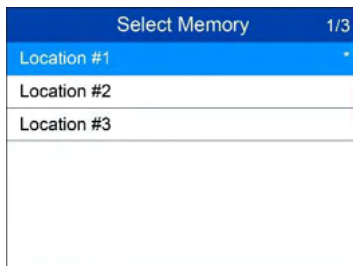 Select Memory 1/3
Location #1 *
Location #2
Location #3